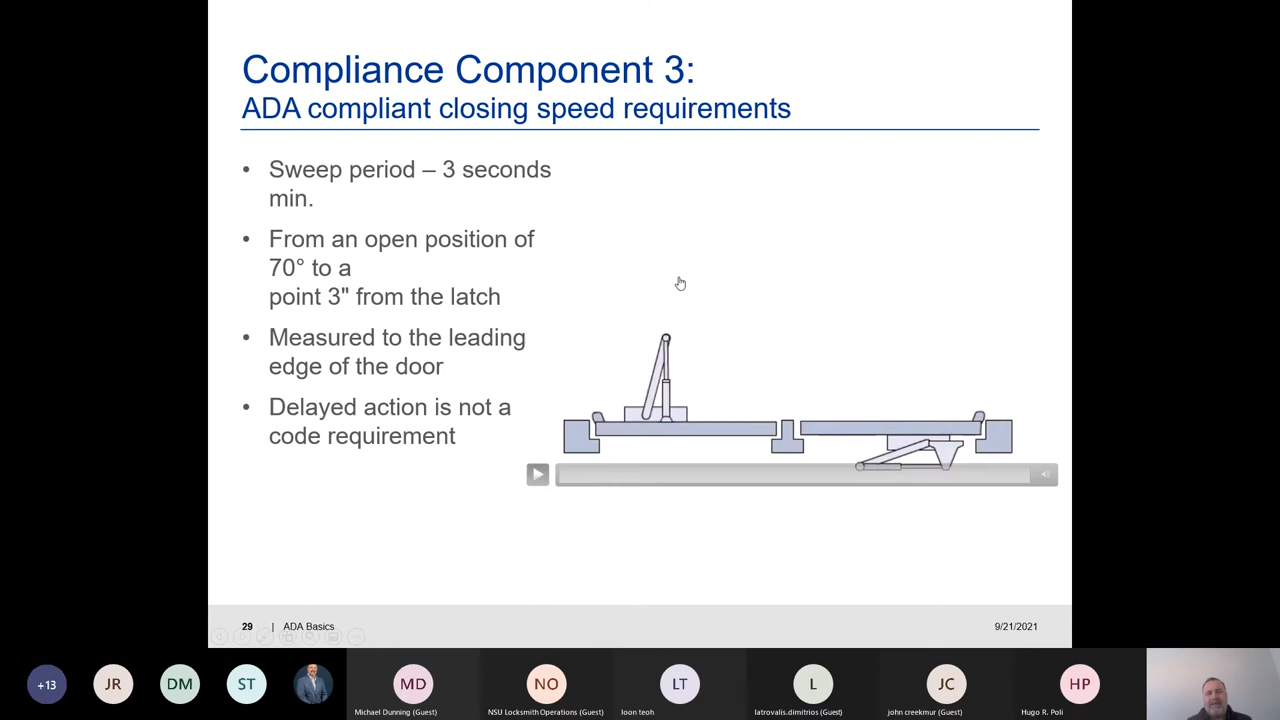 Compliance Component 3:
ADA compliant closing speed requirements
• Sweep period – 3 seconds
min.
• From an open position of
70° to a
point 3" from the latch
• Measured to the leading
edge of the door
• Delayed action is not a
code requirement
29 | ADA Basics
9/21/2021
+13
JR
DM
ST
MD
NO
LT
L
JC
HP
Michael Dunning (Guest)
NSU Locksmith Operations (Guest)
loon teoh
Iatrovalis.dimitrios (Guest)
john creekmur (Guest)
Hugo R. Poli